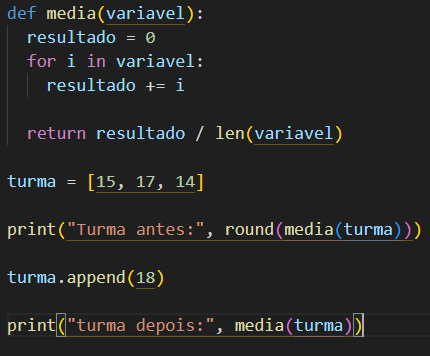 def media(variavel):
  resultado = 0
  for i in variavel:
    resultado += i

  return resultado / len(variavel)

turma = [15, 17, 14]

print("Turma antes:", round(media(turma)))

turma.append(18)

print("turma depois:", media(turma))